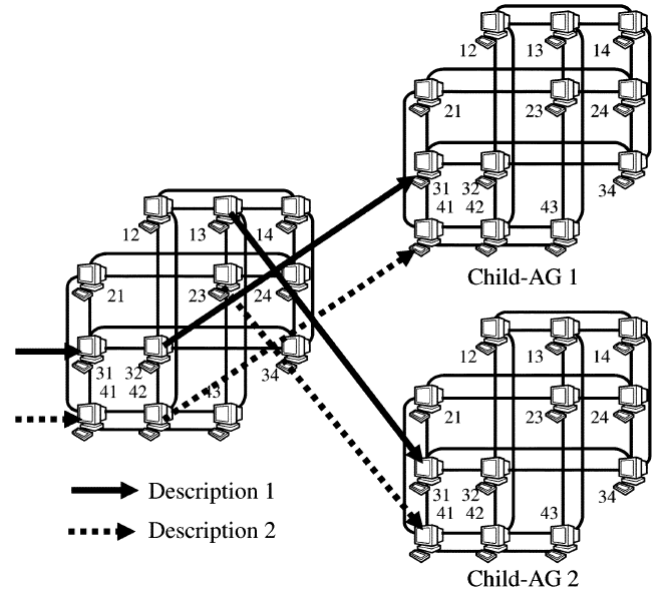 12 13 14
21 23 24
31 32 34
41 42 43
Child-AG 1
12 13 14
21 23 24
31 32 34
41 42 43
12 13 14
21 23 24
31 32 34
41 42 43
Child-AG 2
Description 1
Description 2